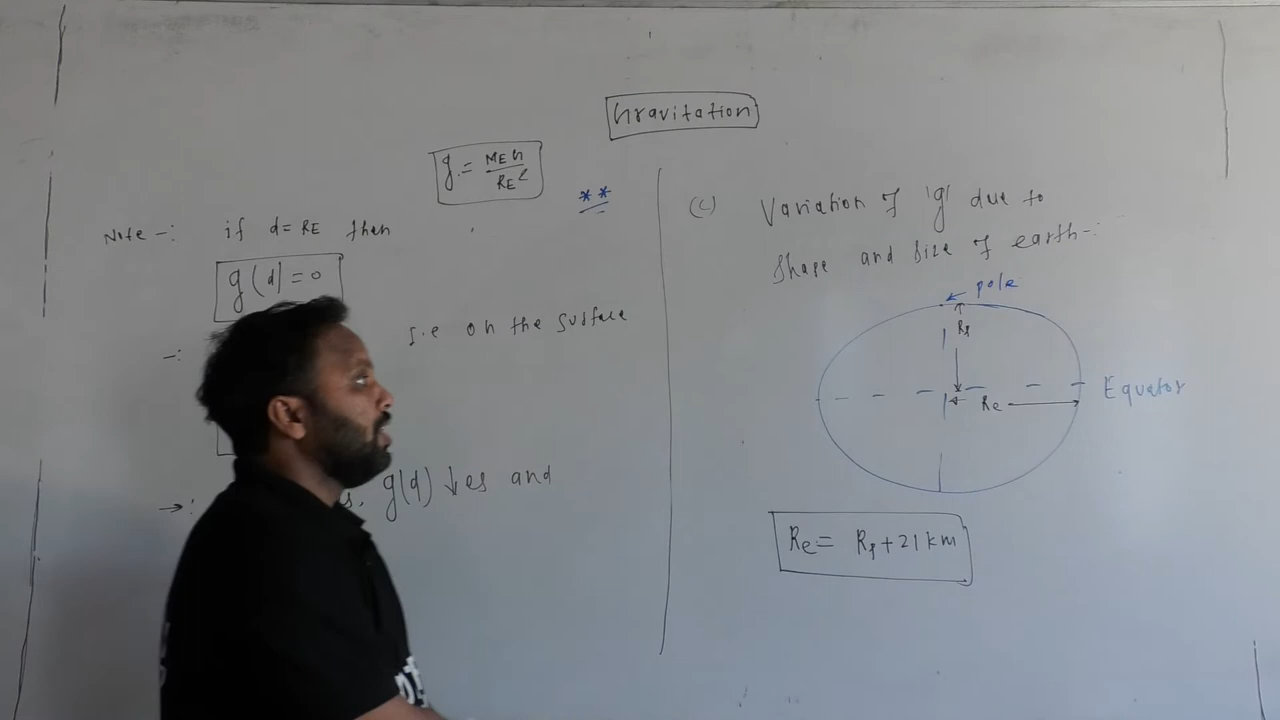 Gravitation
g = MEG/RE²
Note -: if d = RE then
g(d) = 0
-: i.e on the surface
→: g(d) ↓es and
**
(c) Variation of 'g' due to
Shape and Size of earth-:
pole
Rp
Equator
Re
Re = Rp + 21 km